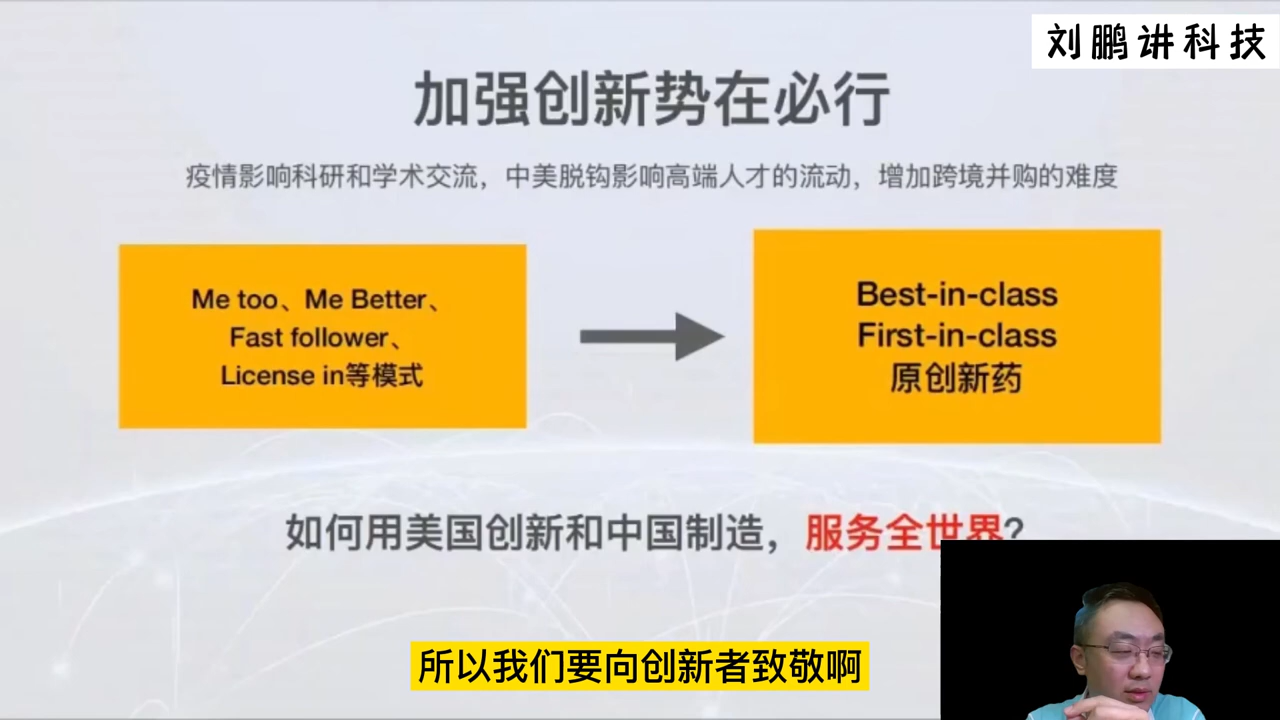 刘鹏讲科技
加强创新势在必行
疫情影响科研和学术交流，中美脱钩影响高端人才的流动，增加跨境并购的难度
Me too、Me Better、
Fast follower、
License in等模式
Best-in-class
First-in-class
原创新药
如何用美国创新和中国制造，服务全世界？
所以我们要向创新者致敬啊